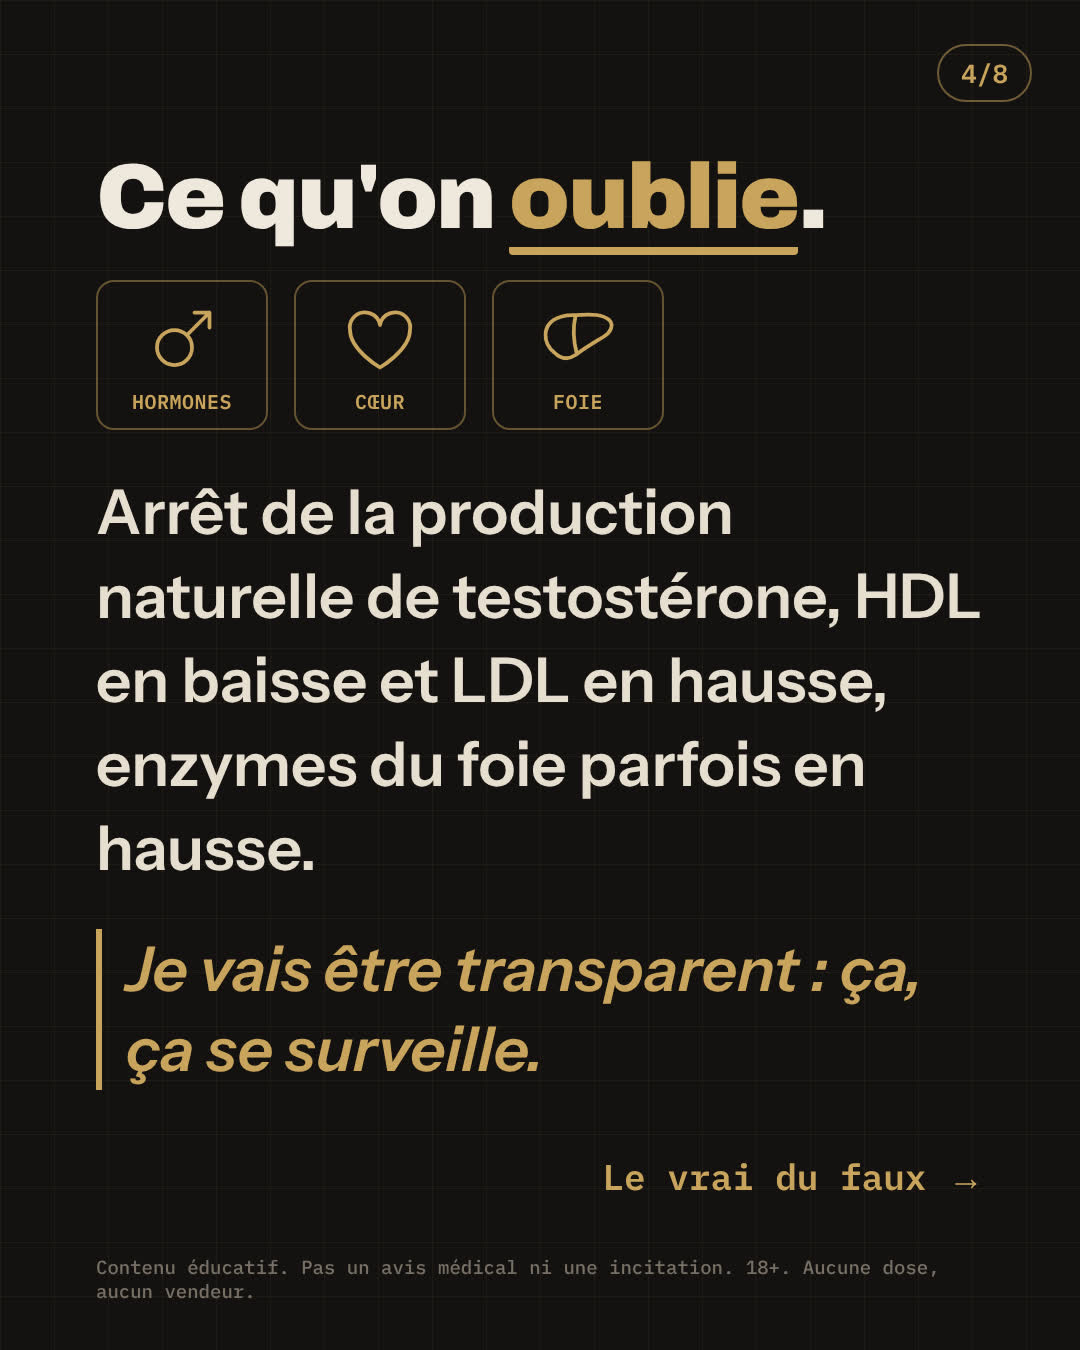 4/8
Ce qu'on oublie.
HORMONES
CŒUR
FOIE
Arrêt de la production
naturelle de testostérone, HDL
en baisse et LDL en hausse,
enzymes du foie parfois en
hausse.
Je vais être transparent : ça,
ça se surveille.
Le vrai du faux →
Contenu éducatif. Pas un avis médical ni une incitation. 18+. Aucune dose,
aucun vendeur.